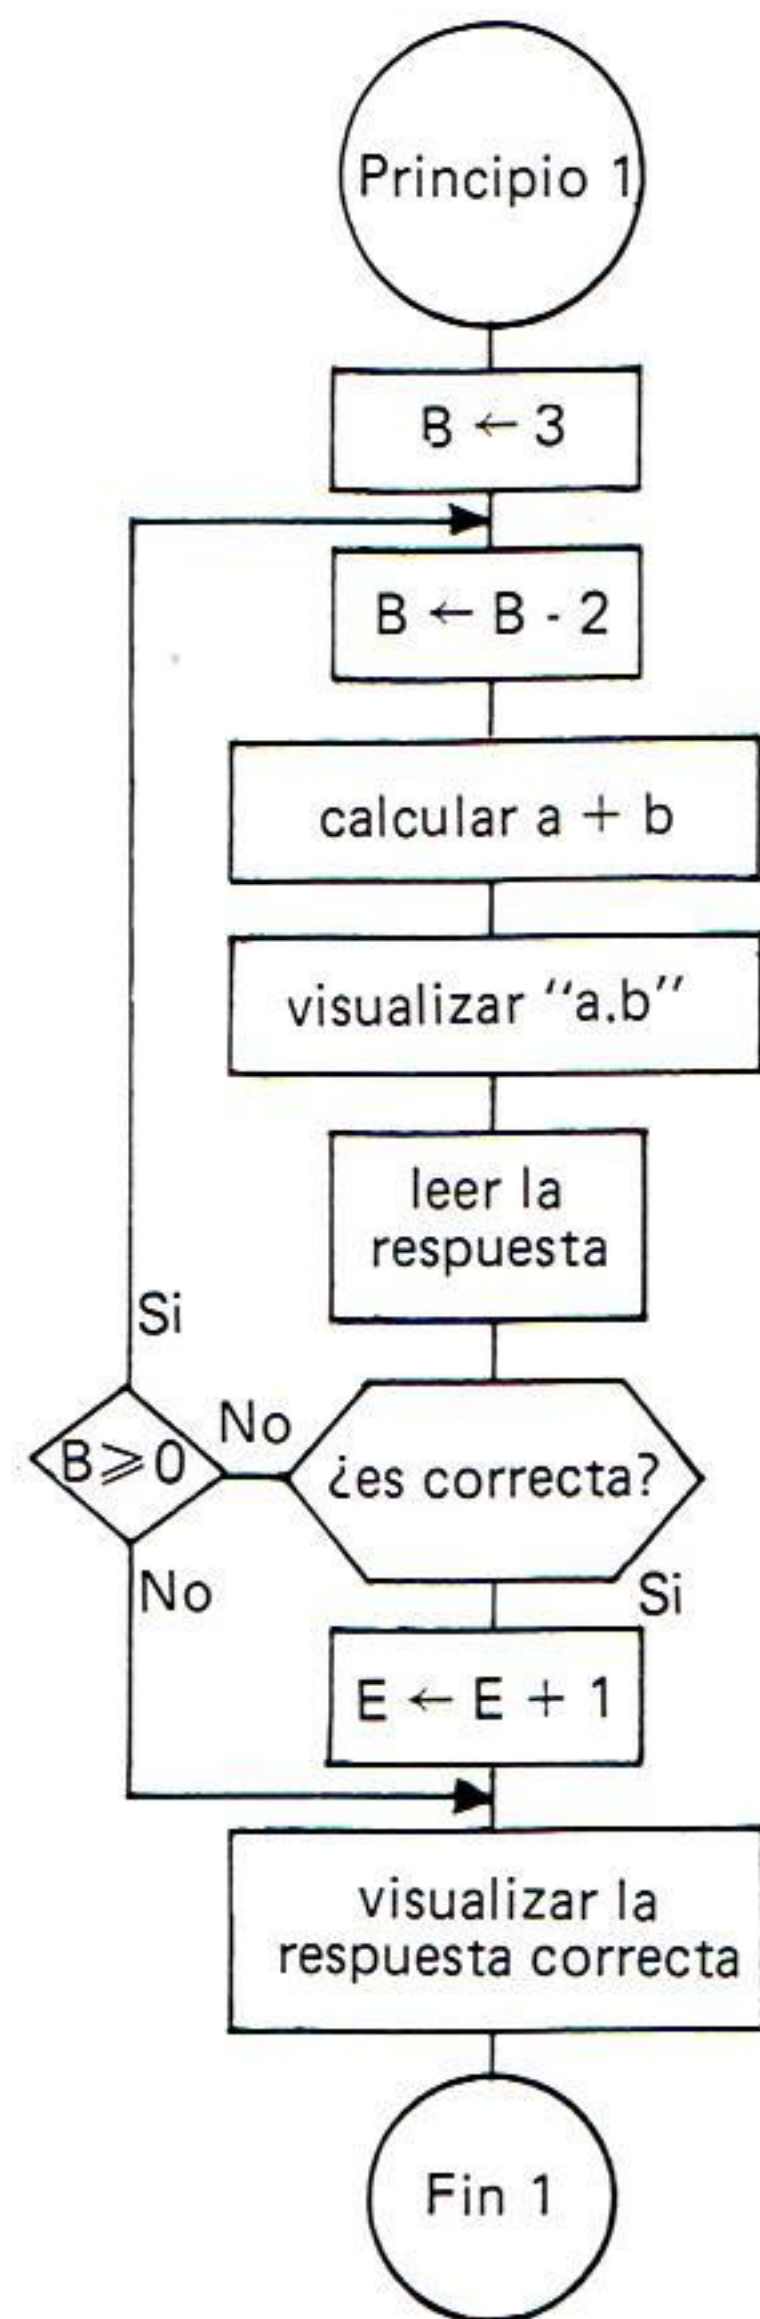 Principio 1
B ← 3
B ← B - 2
calcular a + b
visualizar “a.b”
leer la
respuesta
Si
B⩾0
No
¿es correcta?
No
Si
E ← E + 1
visualizar la
respuesta correcta
Fin 1